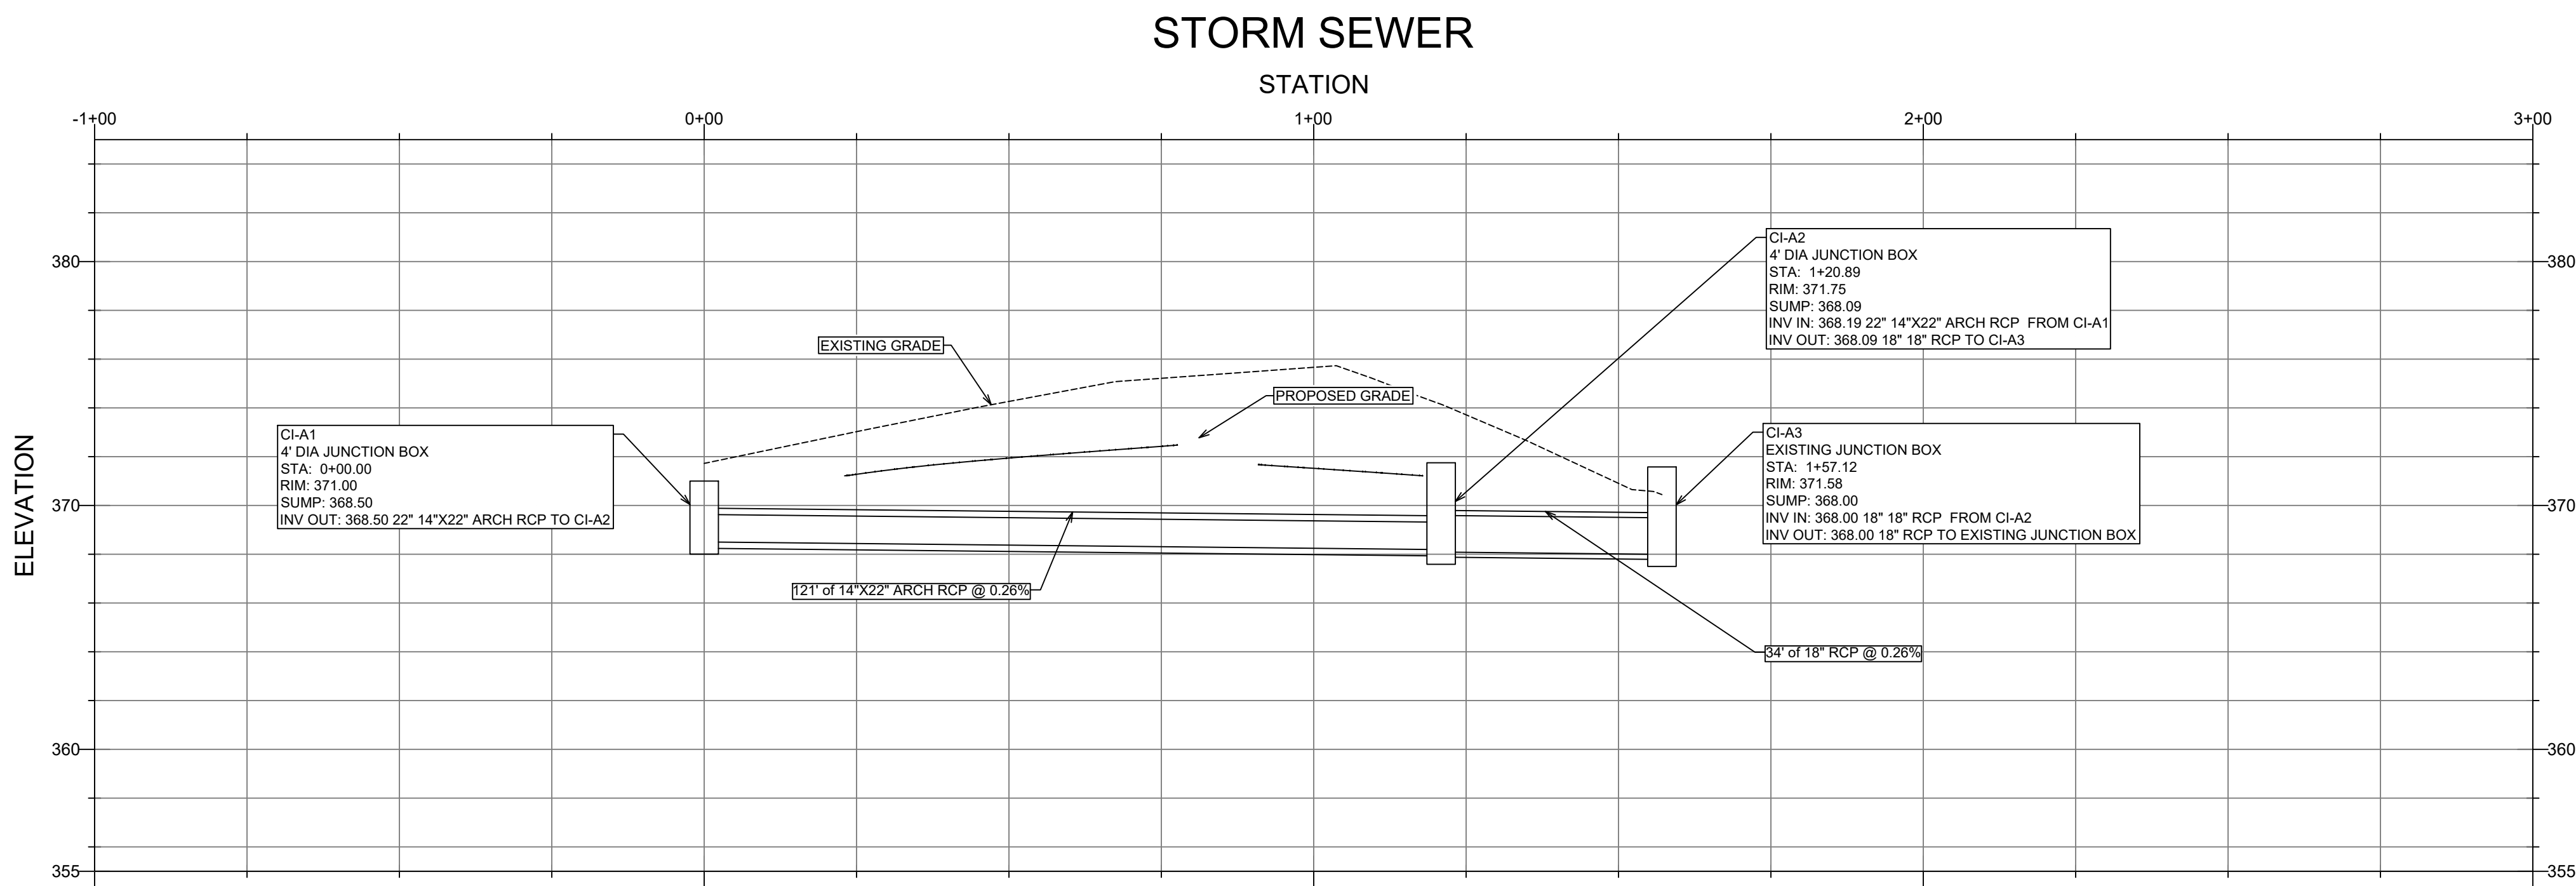 STORM SEWER
STATION
-1+00 0+00 1+00 2+00 3+00
CI-A2
4' DIA JUNCTION BOX
STA: 1+20.89
RIM: 371.75
SUMP: 368.09
INV IN: 368.19 22" 14"X22" ARCH RCP FROM CI-A1
INV OUT: 368.09 18" 18" RCP TO CI-A3
380 380
EXISTING GRADE
PROPOSED GRADE
CI-A1
4' DIA JUNCTION BOX
STA: 0+00.00
RIM: 371.00
SUMP: 368.50
INV OUT: 368.50 22" 14"X22" ARCH RCP TO CI-A2
CI-A3
EXISTING JUNCTION BOX
STA: 1+57.12
RIM: 371.58
SUMP: 368.00
INV IN: 368.00 18" 18" RCP FROM CI-A2
INV OUT: 368.00 18" RCP TO EXISTING JUNCTION BOX
ELEVATION
370 370
121' of 14"X22" ARCH RCP @ 0.26%
34' of 18" RCP @ 0.26%
360 360
355 355